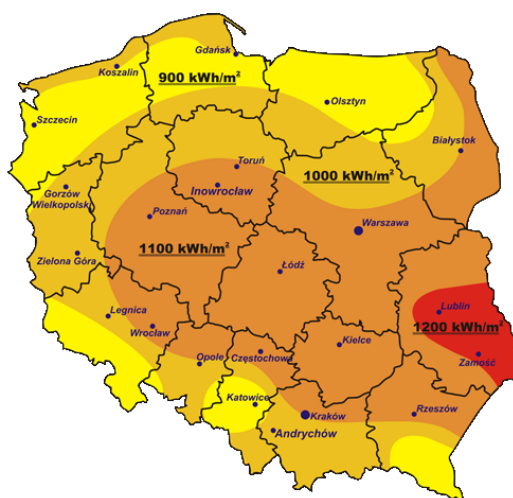 Gdańsk
Koszalin
900 kWh/m²
Olsztyn
Szczecin
Białystok
Toruń
1000 kWh/m²
Gorzów
Wielkopolsk
Inowrocław
Poznań
Warszawa
1100 kWh/m²
Zielona Góra
Łódź
Legnica
Lublin
Wrocław
1200 kWh/m²
Kielce
Opole
Częstochowa
Zamość
Katowice
Kraków
Rzeszów
Andrychów